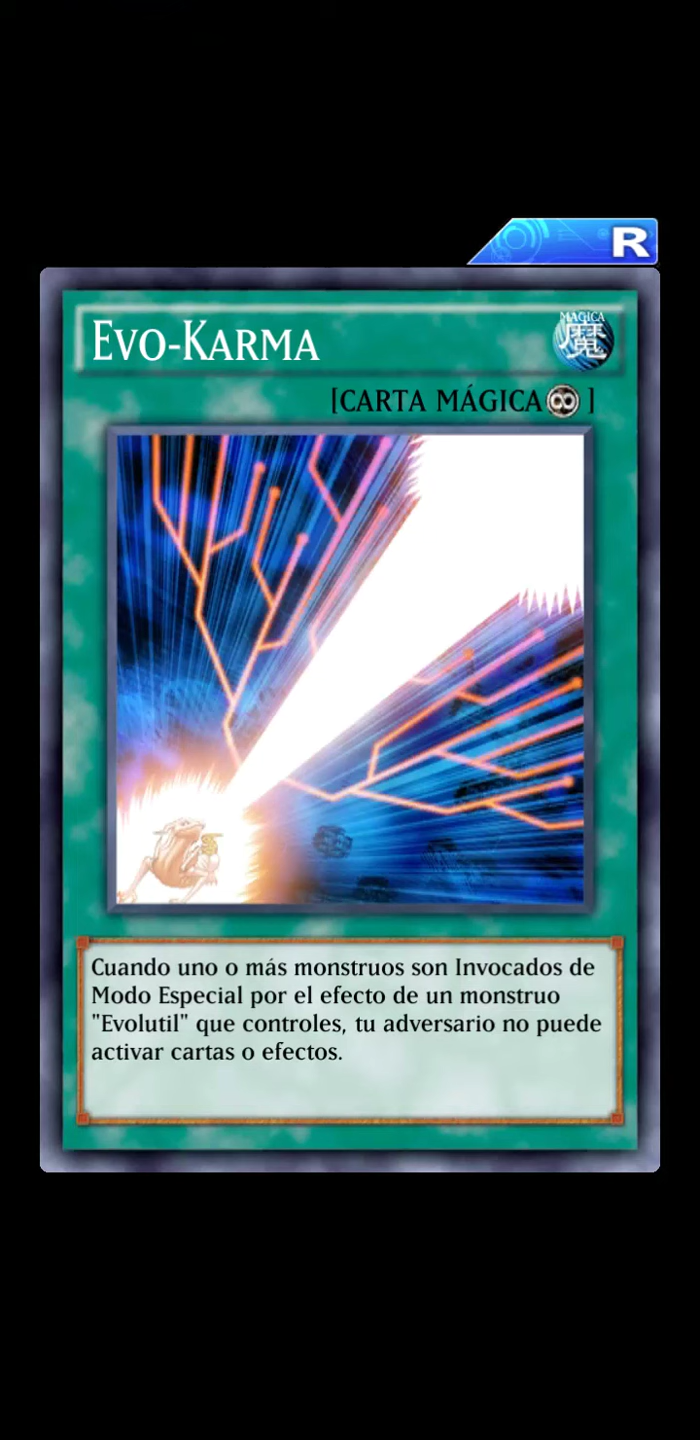 R
Evo-Karma
MAGICA
魔
[CARTA MÁGICA ]
Cuando uno o más monstruos son Invocados de
Modo Especial por el efecto de un monstruo
"Evolutil" que controles, tu adversario no puede
activar cartas o efectos.